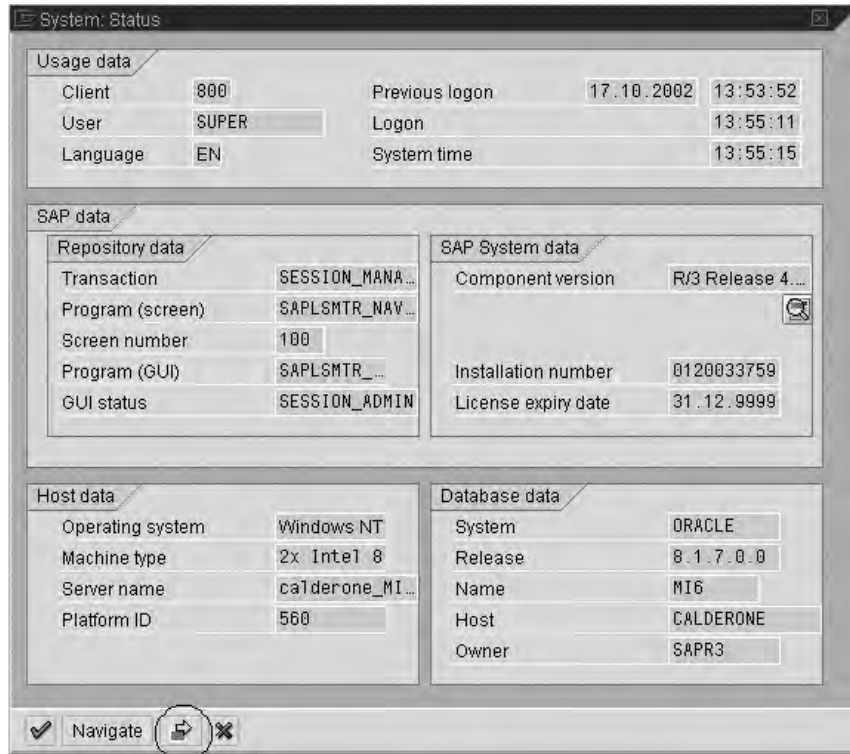 System: Status
Usage data
Client 800 Previous logon 17.10.2002 13:53:52
User SUPER Logon 13:55:11
Language EN System time 13:55:15
SAP data
Repository data
Transaction SESSION_MANA…
Program (screen) SAPLSMTR_NAV…
Screen number 100
Program (GUI) SAPLSMTR_…
GUI status SESSION_ADMIN
SAP System data
Component version R/3 Release 4.…
Installation number 0120033759
License expiry date 31.12.9999
Host data
Operating system Windows NT
Machine type 2x Intel 8
Server name calderone_MI…
Platform ID 560
Database data
System ORACLE
Release 8.1.7.0.0
Name MI6
Host CALDERONE
Owner SAPR3
Navigate